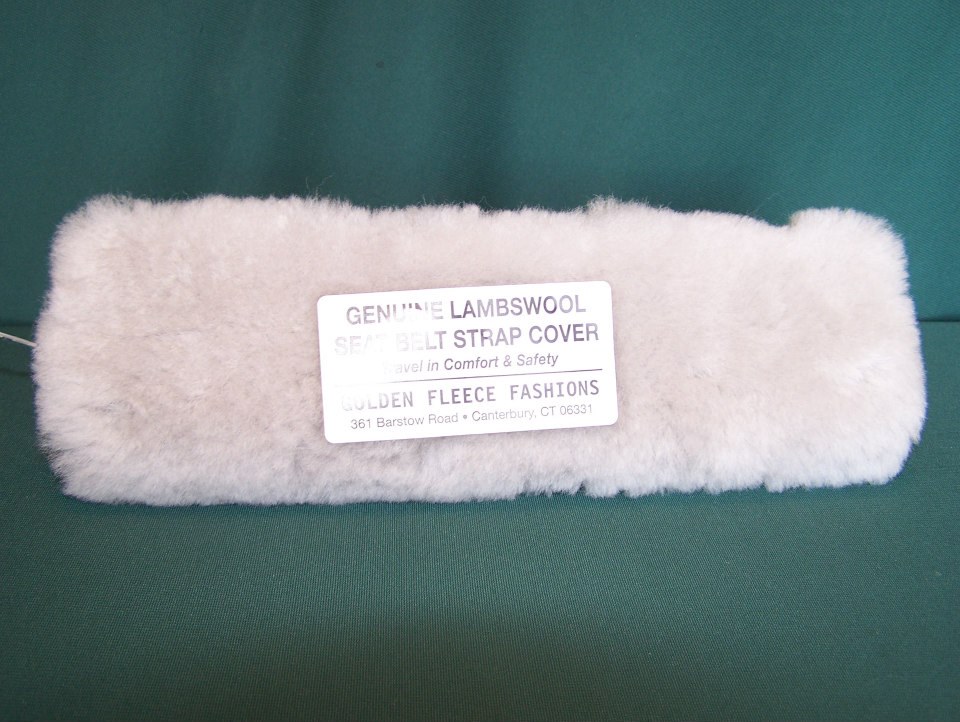 GENUINE LAMBSWOOL
SEAT BELT STRAP COVER
Travel in Comfort & Safety
GOLDEN FLEECE FASHIONS
361 Barstow Road • Canterbury, CT 06331